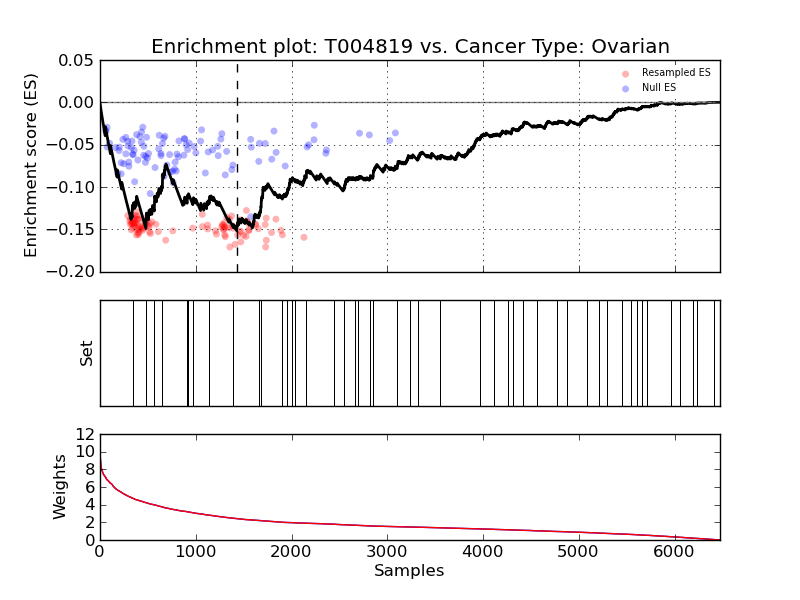 Enrichment plot: T004819 vs. Cancer Type: Ovarian
Enrichment score (ES)
0.05
0.00
−0.05
−0.10
−0.15
−0.20
Resampled ES
Null ES
Set
Weights
12
10
8
6
4
2
0
0 1000 2000 3000 4000 5000 6000
Samples